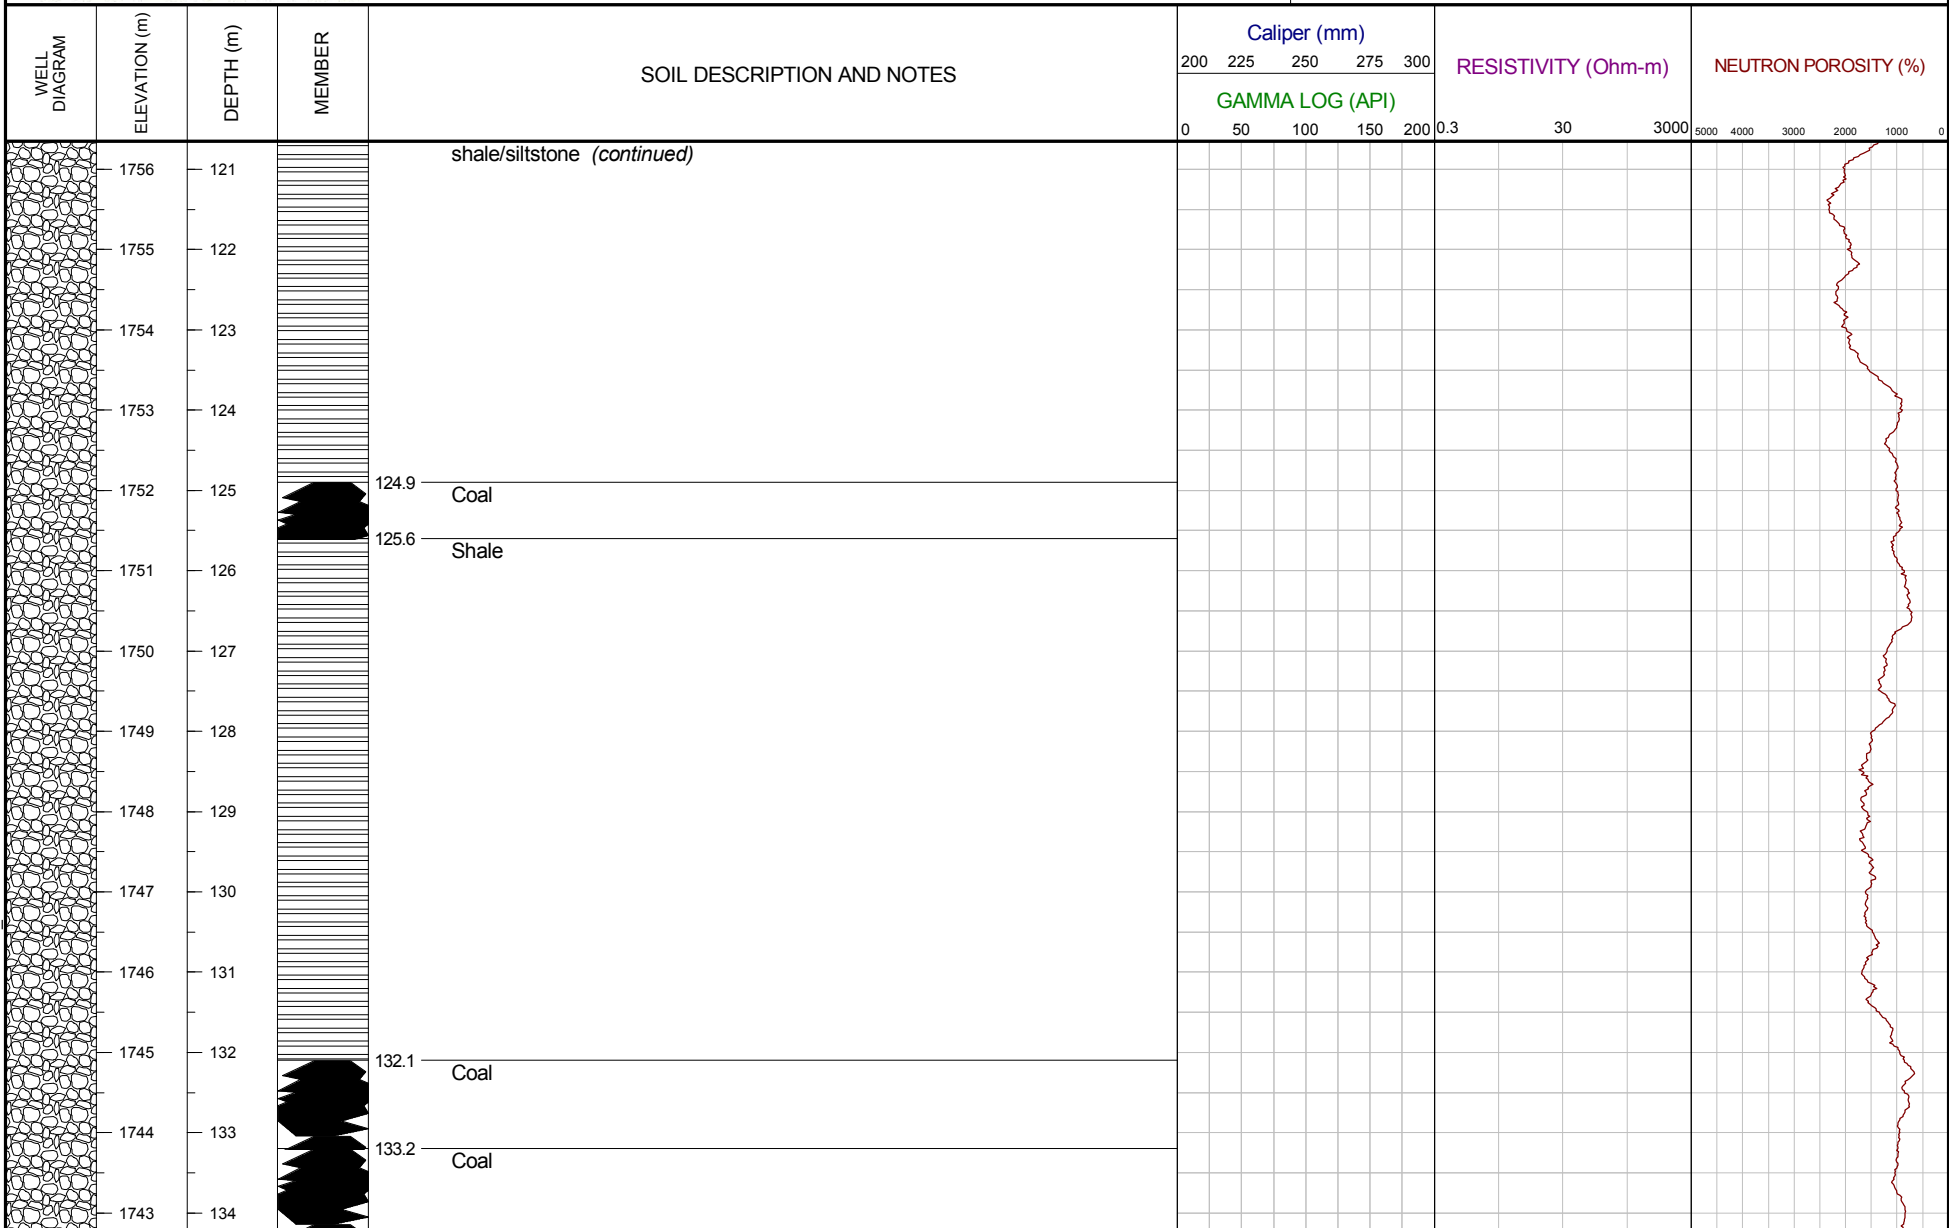 WELL
DIAGRAM
ELEVATION (m)
DEPTH (m)
MEMBER
SOIL DESCRIPTION AND NOTES
Caliper (mm)
200 225 250 275 300
GAMMA LOG (API)
0 50 100 150 200
RESISTIVITY (Ohm-m)
0.3 30 3000
NEUTRON POROSITY (%)
5000 4000 3000 2000 1000 0
shale/siltstone (continued)
1756 121
1755 122
1754 123
1753 124
124.9
Coal
1752 125
125.6
Shale
1751 126
1750 127
1749 128
1748 129
1747 130
1746 131
1745 132
132.1
Coal
1744 133
133.2
Coal
1743 134